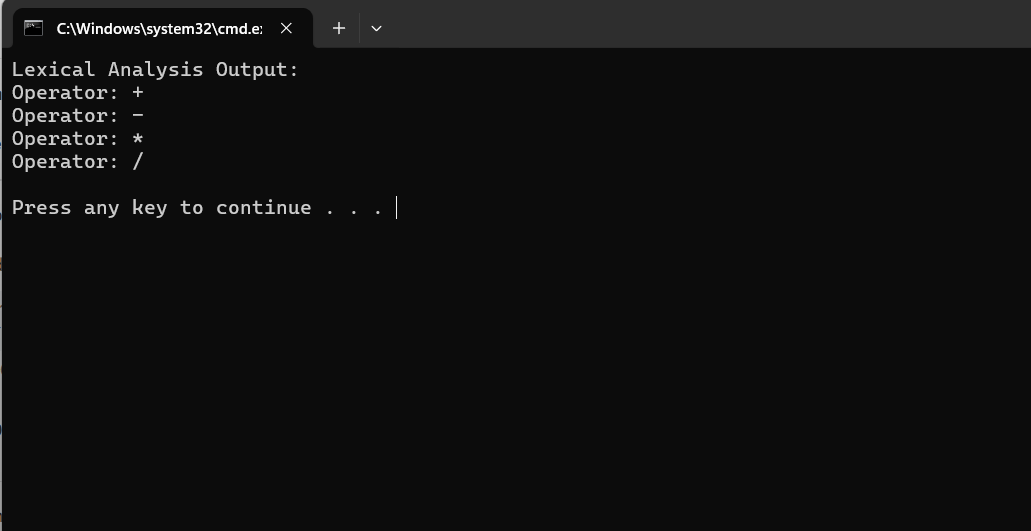 C:\Windows\system32\cmd.e
Lexical Analysis Output:
Operator: +
Operator: -
Operator: *
Operator: /
Press any key to continue . . .